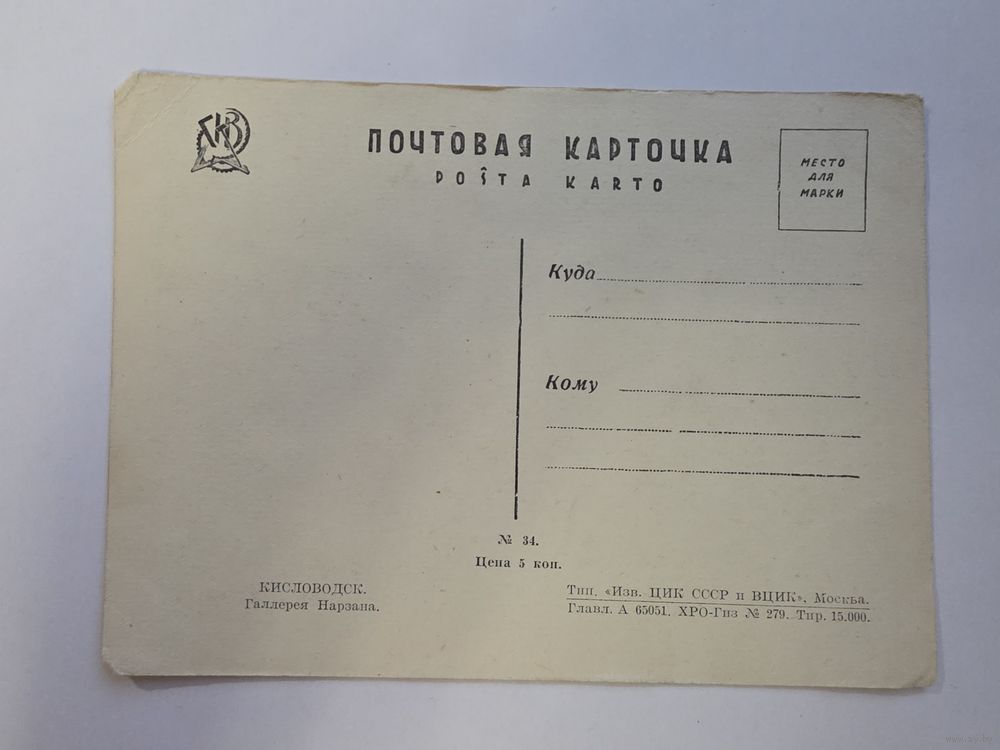 ПОЧТОВАЯ КАРТОЧКА
POŜTA KARTO
МЕСТО
ДЛЯ
МАРКИ
Куда
Кому
№ 34.
Цена 5 коп.
КИСЛОВОДСК.
Галлерея Нарзана.
Тип. «Изв. ЦИК СССР и ВЦИК», Москва.
Главл. А 65051. ХРО-Гиз № 279. Тир. 15.000.